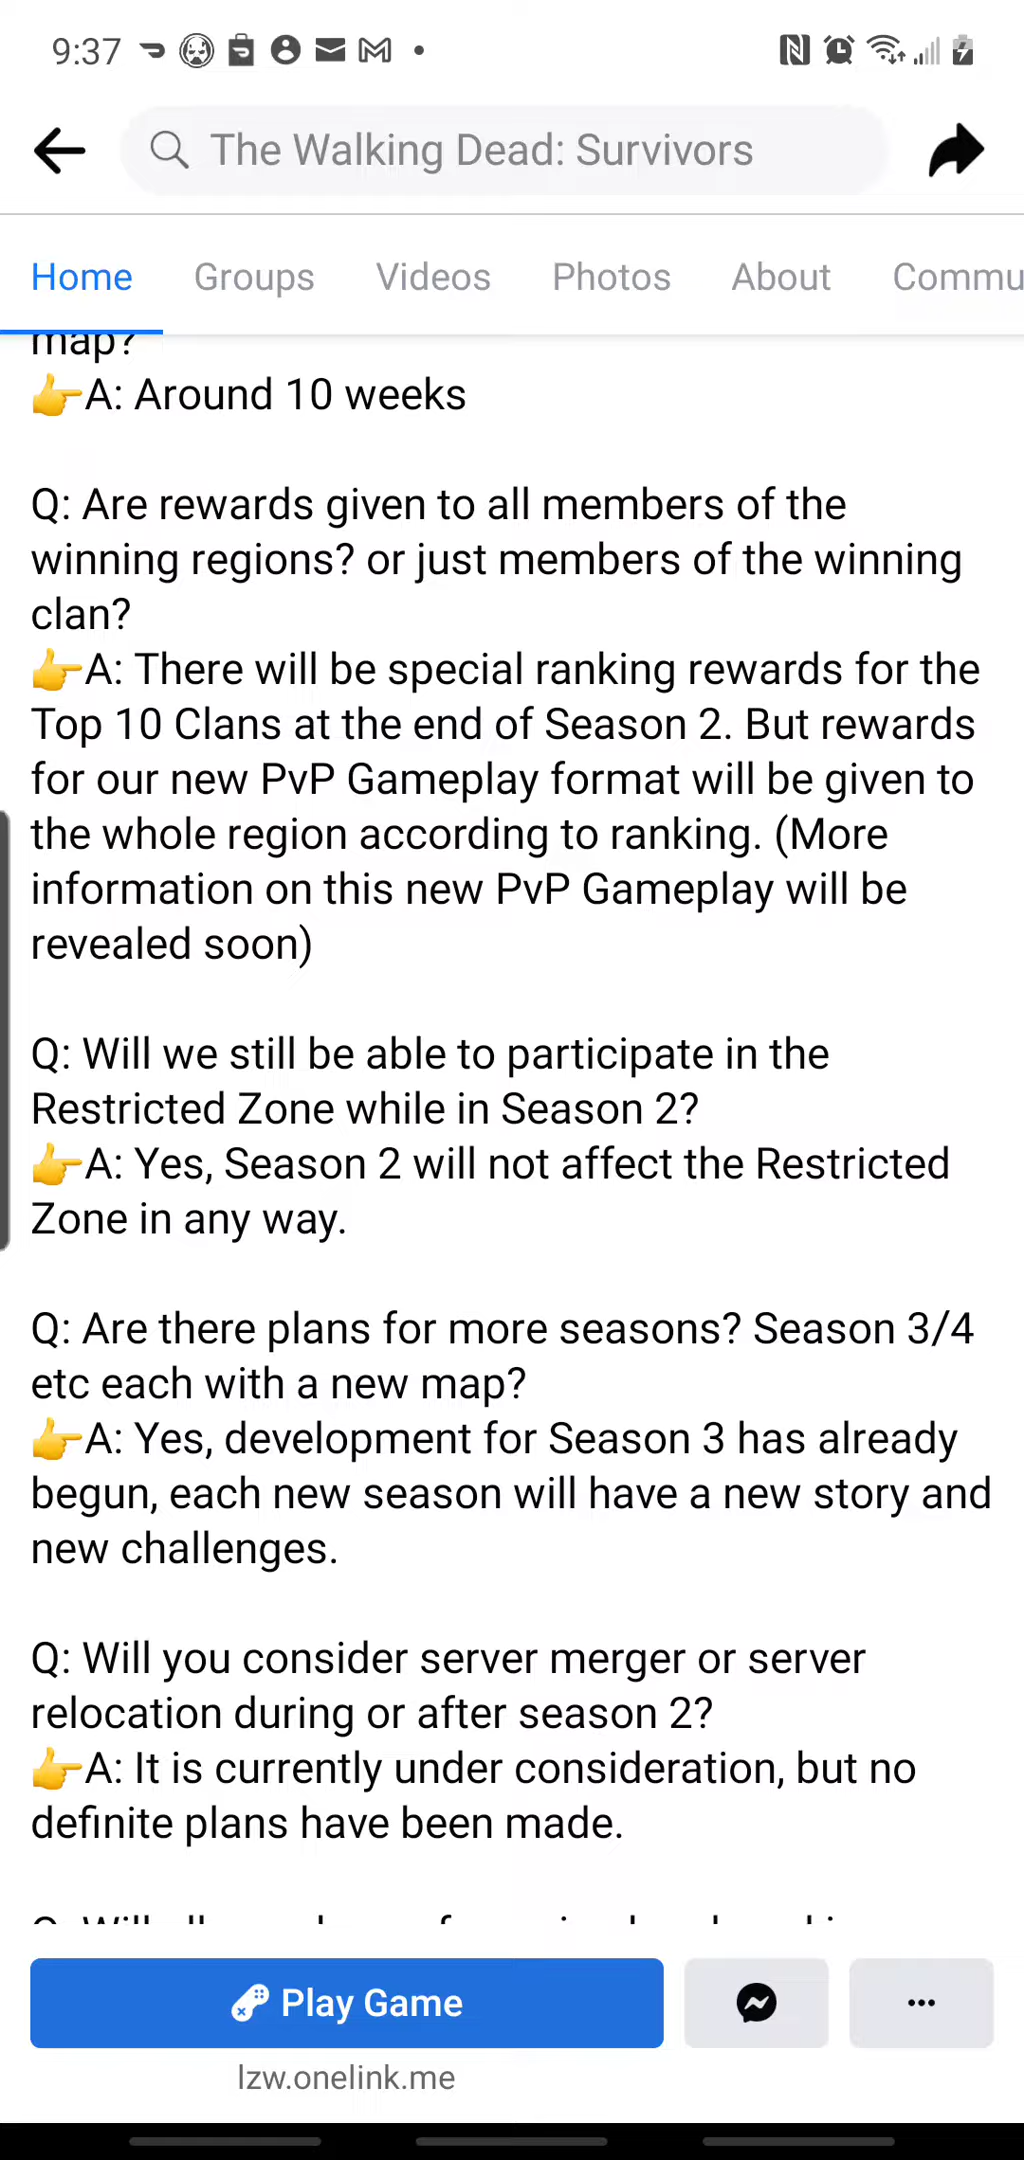 9:37
The Walking Dead: Survivors
Home Groups Videos Photos About Commu
map?
👉A: Around 10 weeks
Q: Are rewards given to all members of the
winning regions? or just members of the winning
clan?
👉A: There will be special ranking rewards for the
Top 10 Clans at the end of Season 2. But rewards
for our new PvP Gameplay format will be given to
the whole region according to ranking. (More
information on this new PvP Gameplay will be
revealed soon)
Q: Will we still be able to participate in the
Restricted Zone while in Season 2?
👉A: Yes, Season 2 will not affect the Restricted
Zone in any way.
Q: Are there plans for more seasons? Season 3/4
etc each with a new map?
👉A: Yes, development for Season 3 has already
begun, each new season will have a new story and
new challenges.
Q: Will you consider server merger or server
relocation during or after season 2?
👉A: It is currently under consideration, but no
definite plans have been made.
Play Game
lzw.onelink.me